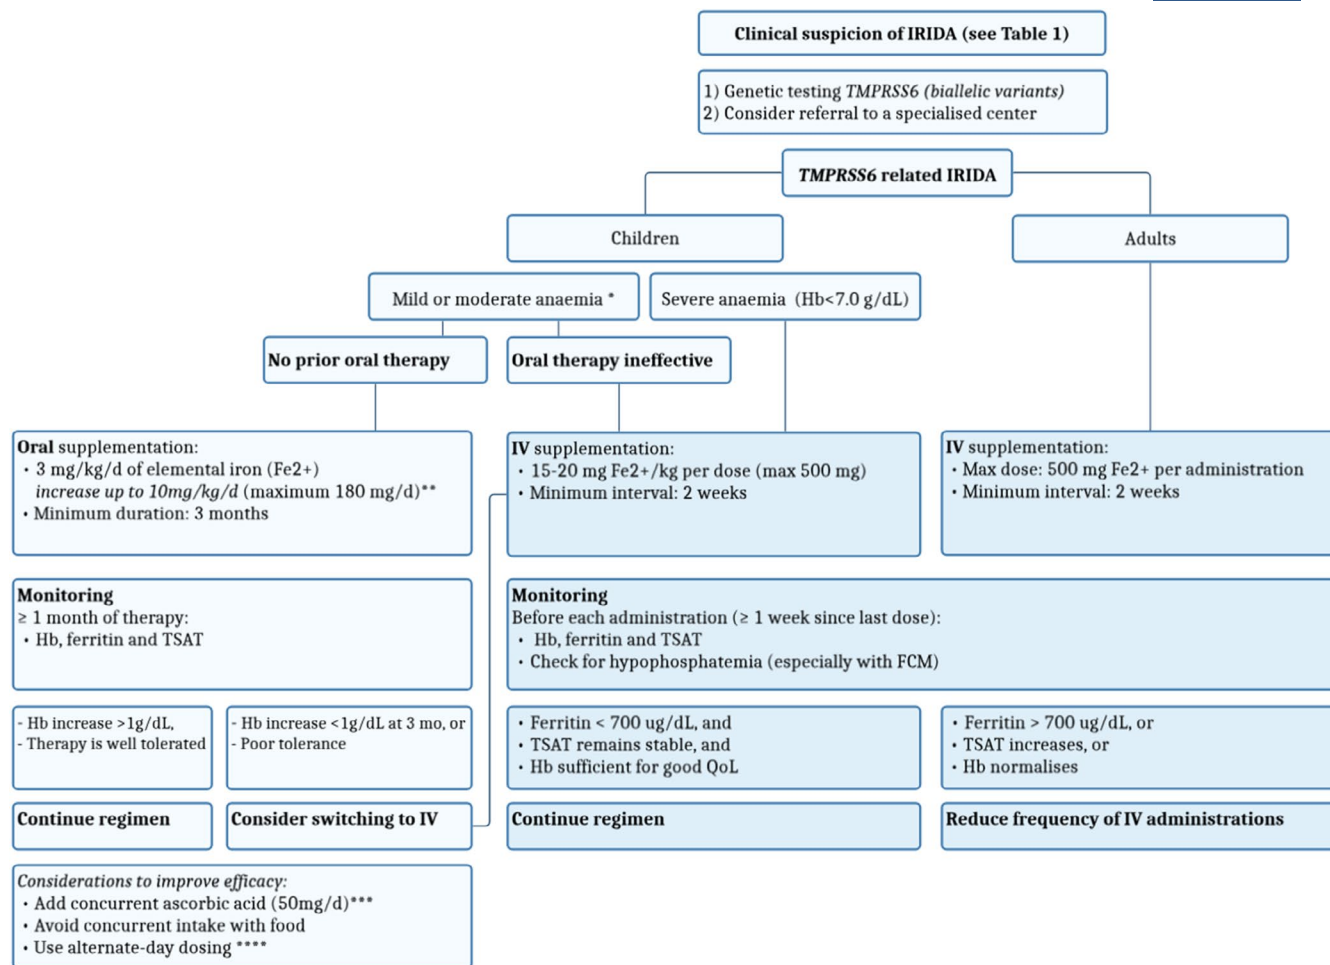 Clinical suspicion of IRIDA (see Table 1)
1) Genetic testing TMPRSS6 (biallelic variants)
2) Consider referral to a specialised center
TMPRSS6 related IRIDA
Children
Adults
Mild or moderate anaemia *
Severe anaemia (Hb<7.0 g/dL)
No prior oral therapy
Oral therapy ineffective
Oral supplementation:
• 3 mg/kg/d of elemental iron (Fe2+)
increase up to 10mg/kg/d (maximum 180 mg/d)**
• Minimum duration: 3 months
IV supplementation:
• 15-20 mg Fe2+/kg per dose (max 500 mg)
• Minimum interval: 2 weeks
IV supplementation:
• Max dose: 500 mg Fe2+ per administration
• Minimum interval: 2 weeks
Monitoring
≥ 1 month of therapy:
• Hb, ferritin and TSAT
Monitoring
Before each administration (≥ 1 week since last dose):
• Hb, ferritin and TSAT
• Check for hypophosphatemia (especially with FCM)
- Hb increase >1g/dL,
- Therapy is well tolerated
- Hb increase <1g/dL at 3 mo, or
- Poor tolerance
• Ferritin < 700 ug/dL, and
• TSAT remains stable, and
• Hb sufficient for good QoL
• Ferritin > 700 ug/dL, or
• TSAT increases, or
• Hb normalises
Continue regimen
Consider switching to IV
Continue regimen
Reduce frequency of IV administrations
Considerations to improve efficacy:
• Add concurrent ascorbic acid (50mg/d)***
• Avoid concurrent intake with food
• Use alternate-day dosing ****